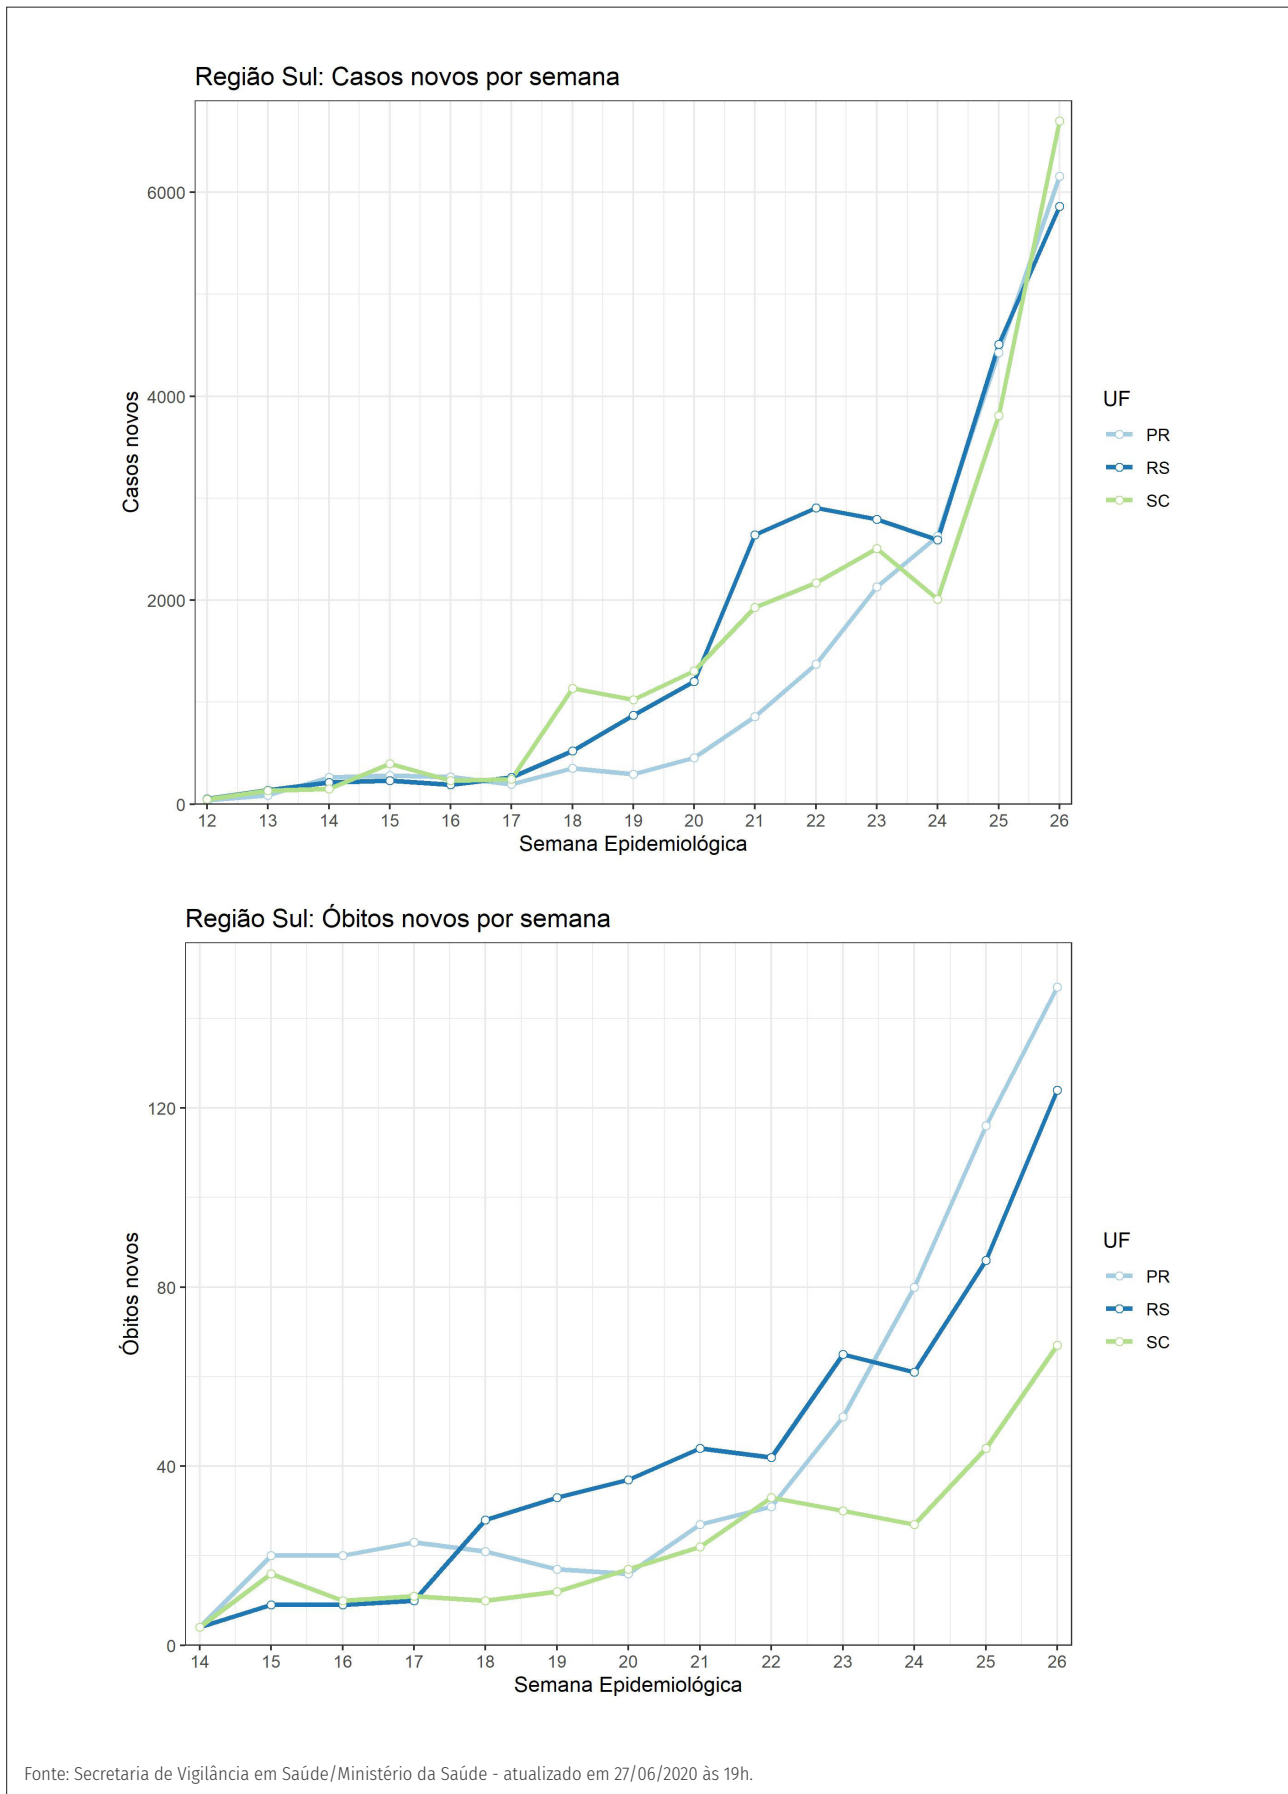 Região Sul: Casos novos por semana
6000
4000
2000
0
Casos novos
12 13 14 15 16 17 18 19 20 21 22 23 24 25 26
Semana Epidemiológica
UF
PR
RS
SC
Região Sul: Óbitos novos por semana
120
80
40
0
Óbitos novos
14 15 16 17 18 19 20 21 22 23 24 25 26
Semana Epidemiológica
UF
PR
RS
SC
Fonte: Secretaria de Vigilância em Saúde/Ministério da Saúde - atualizado em 27/06/2020 às 19h.